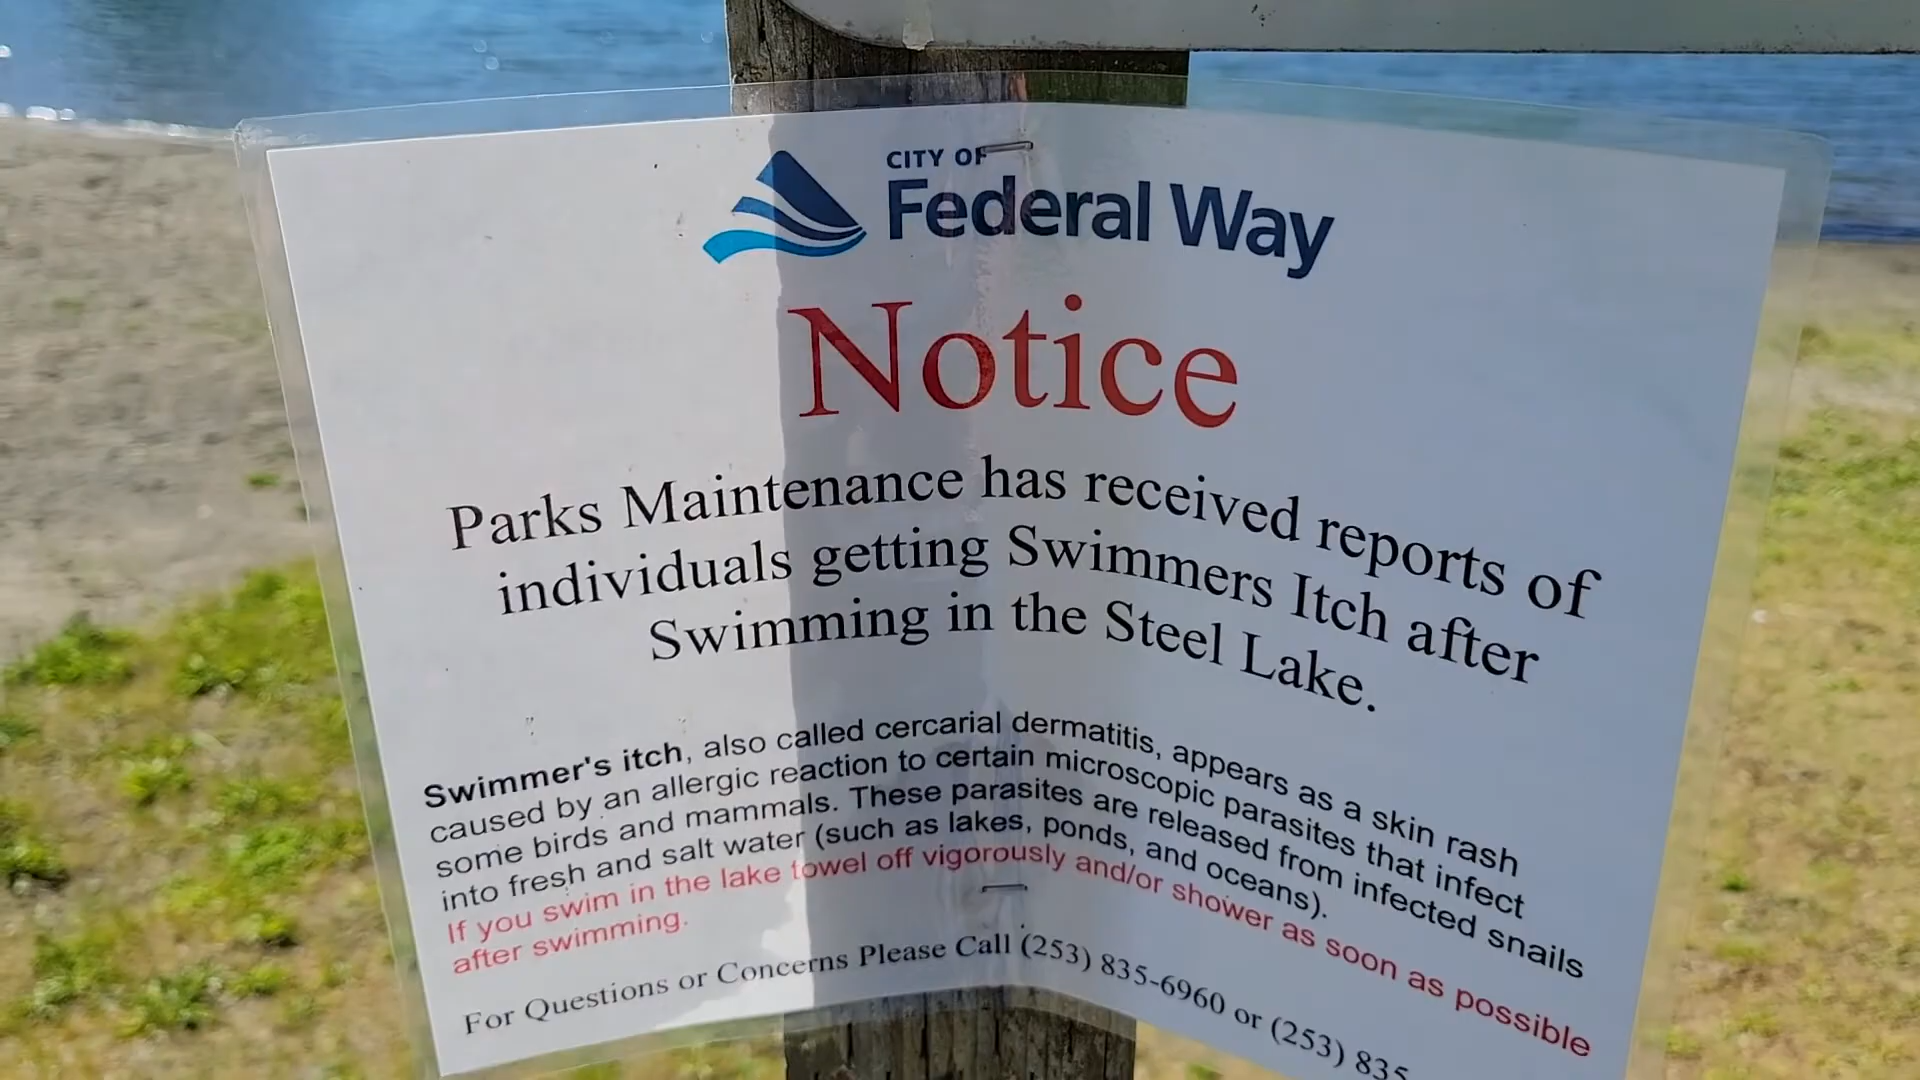 CITY OF
Federal Way
Notice
Parks Maintenance has received reports of
individuals getting Swimmers Itch after
Swimming in the Steel Lake.
Swimmer's itch, also called cercarial dermatitis, appears as a skin rash
caused by an allergic reaction to certain microscopic parasites that infect
some birds and mammals. These parasites are released from infected snails
into fresh and salt water (such as lakes, ponds, and oceans).
If you swim in the lake towel off vigorously and/or shower as soon as possible
after swimming.
For Questions or Concerns Please Call (253) 835-6960 or (253) 835